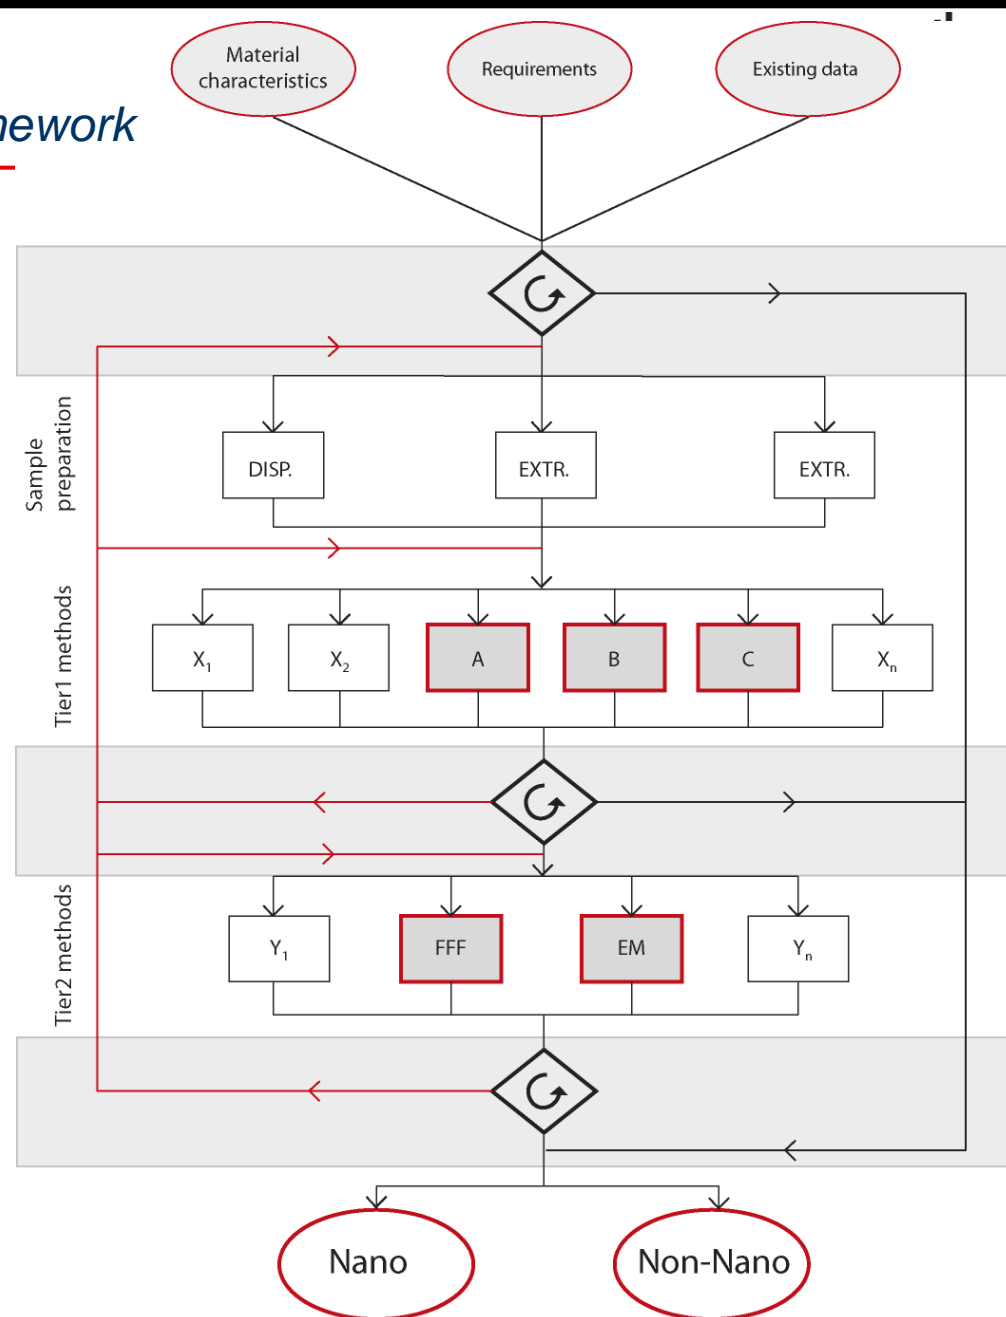 Material
characteristics
Requirements
Existing data
Sample
preparation
DISP.
EXTR.
EXTR.
Tier1 methods
X₁
X₂
A
B
C
Xₙ
Tier2 methods
Y₁
FFF
EM
Yₙ
Nano
Non-Nano